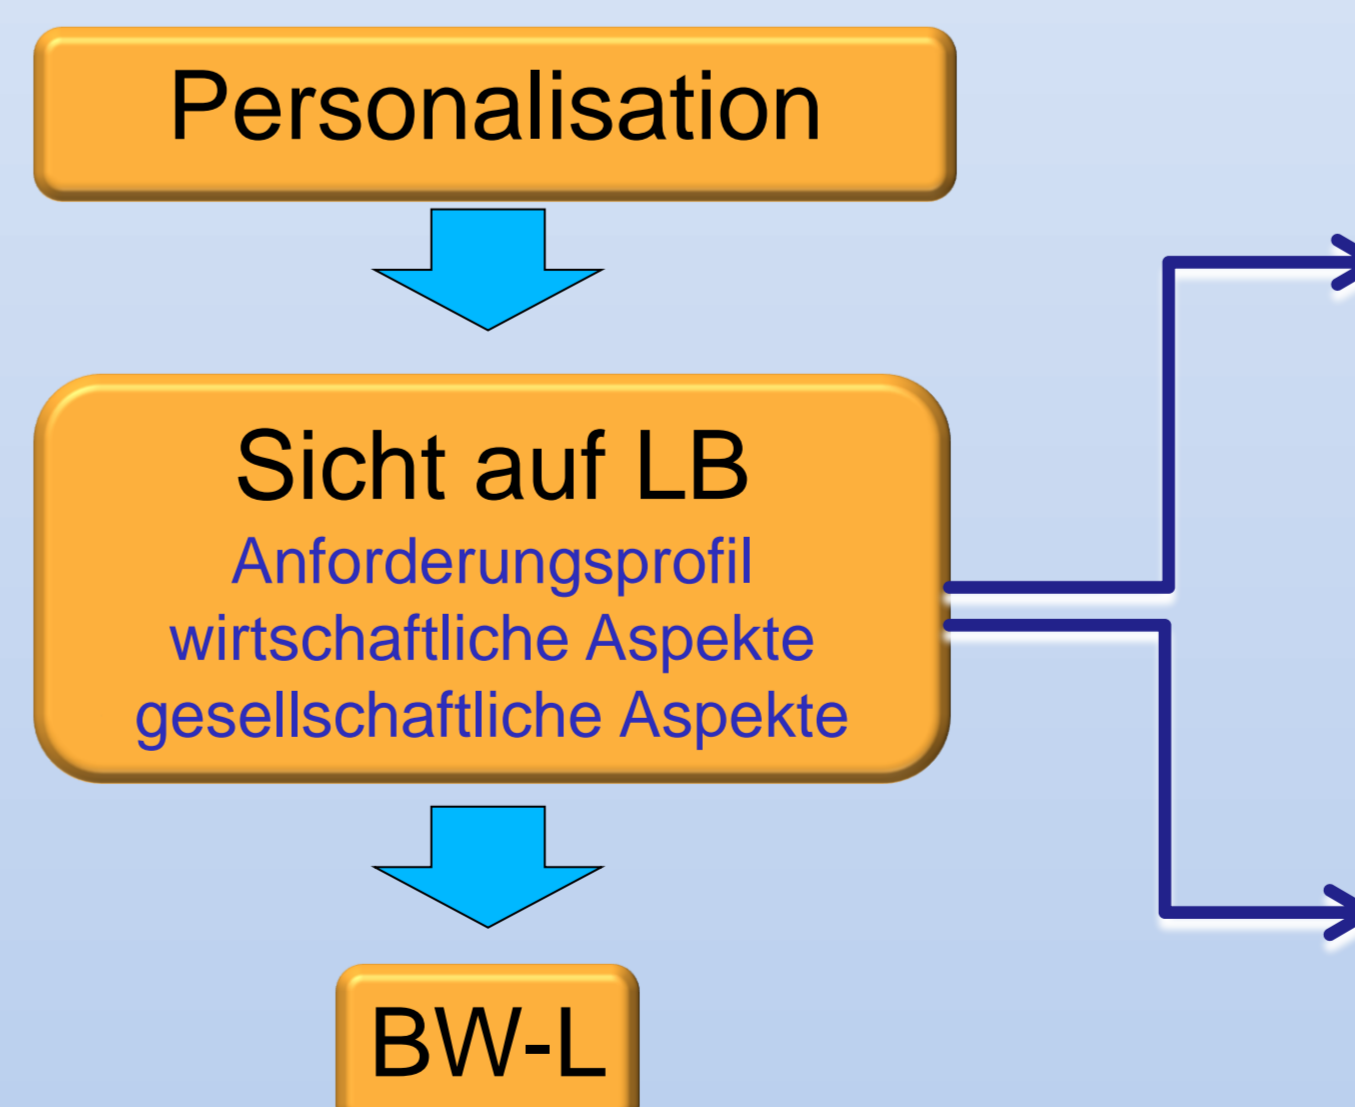 Personalisation
Sicht auf LB
Anforderungsprofil
wirtschaftliche Aspekte
gesellschaftliche Aspekte
BW-L